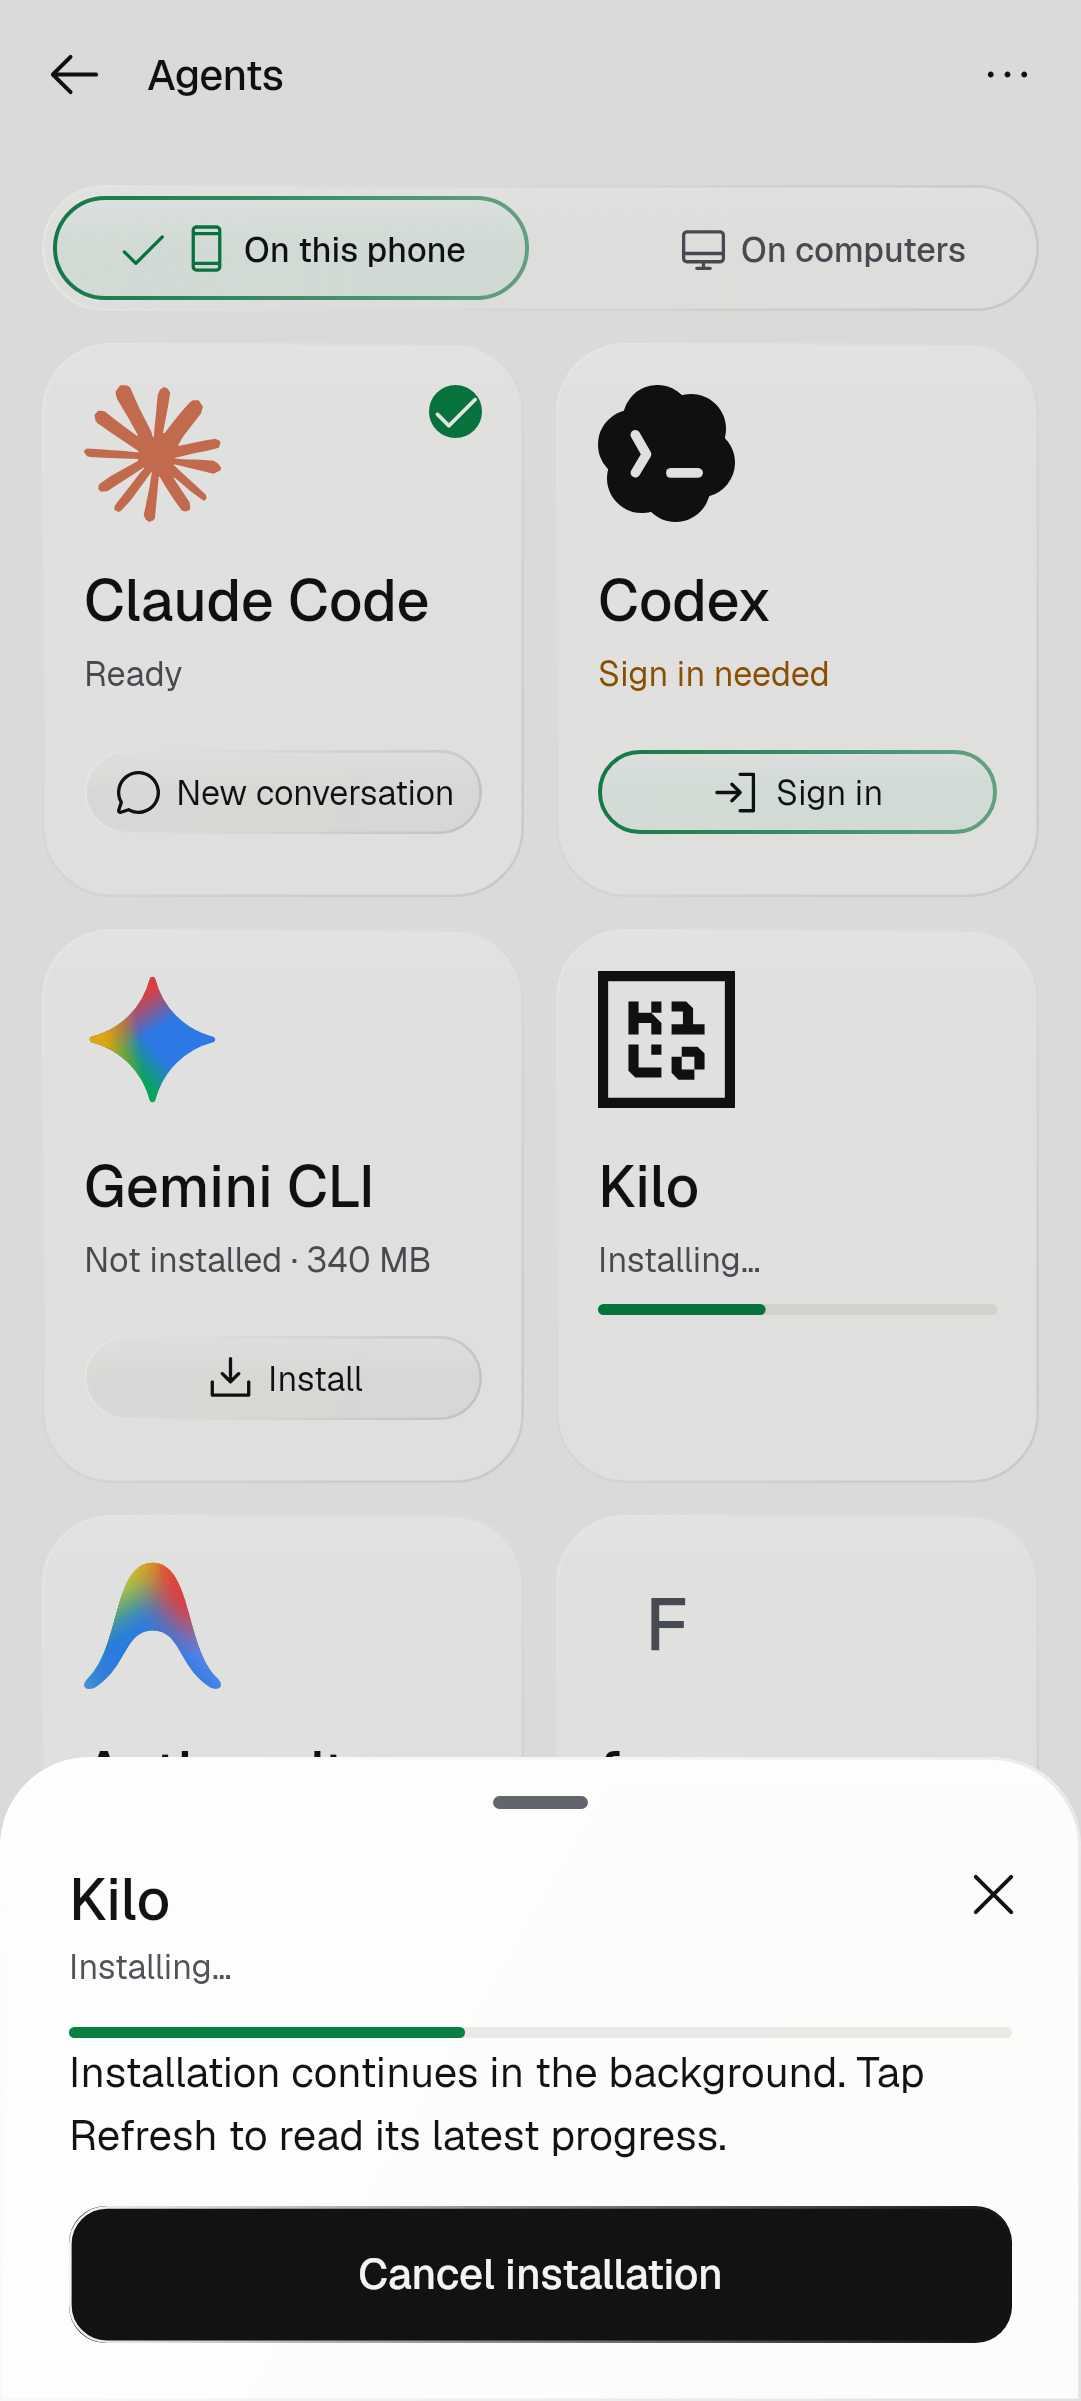 Agents
On this phone
On computers
Claude Code
Ready
New conversation
Codex
Sign in needed
Sign in
Gemini CLI
Not installed · 340 MB
Install
K1LO
Kilo
Installing…
F
Kilo
Installing…
Installation continues in the background. Tap
Refresh to read its latest progress.
Cancel installation